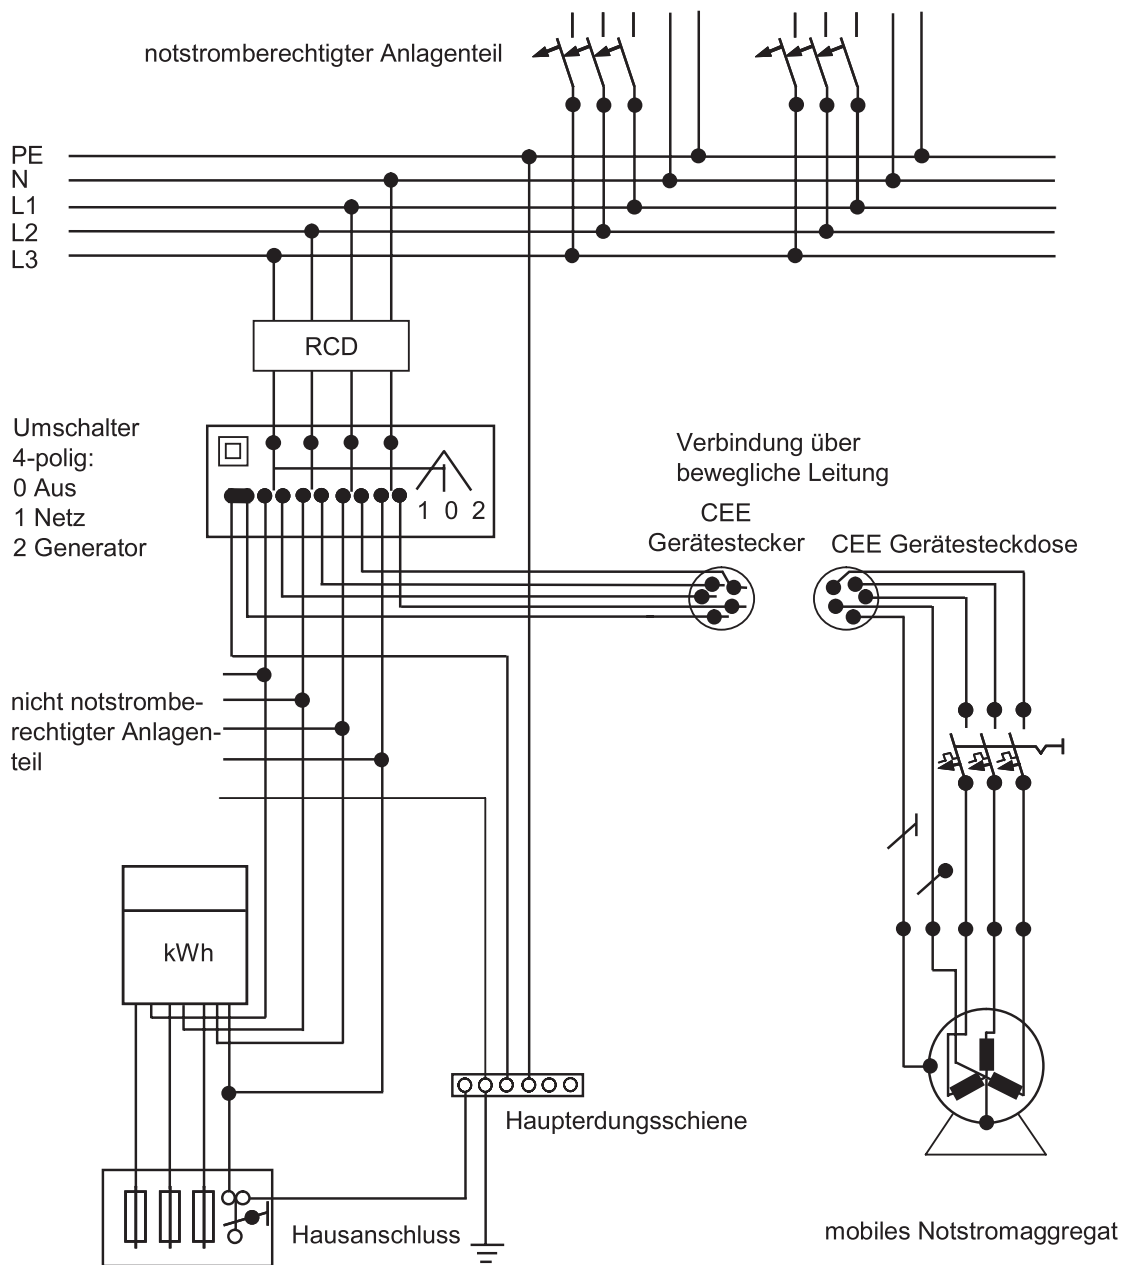 notstromberechtigter Anlagenteil
PE
N
L1
L2
L3
RCD
Umschalter
4-polig:
0 Aus
1 Netz
2 Generator
1 0 2
Verbindung über
bewegliche Leitung
CEE
Gerätestecker
CEE Gerätesteckdose
nicht notstrombe-
rechtigter Anlagen-
teil
kWh
Haupterdungsschiene
Hausanschluss
mobiles Notstromaggregat